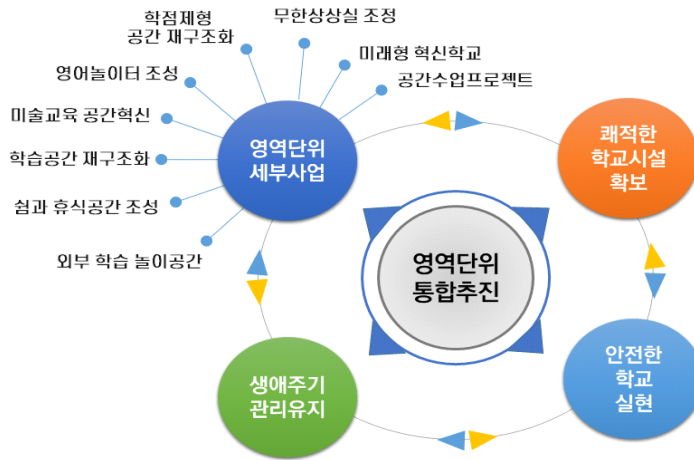 학점제형
공간 재구조화
무한상상실 조정
미래형 혁신학교
공간수업프로젝트
영어놀이터 조성
미술교육 공간혁신
학습공간 재구조화
쉼과 휴식공간 조성
외부 학습 놀이공간
영역단위
세부사업
쾌적한
학교시설
확보
영역단위
통합추진
생애주기
관리유지
안전한
학교
실현